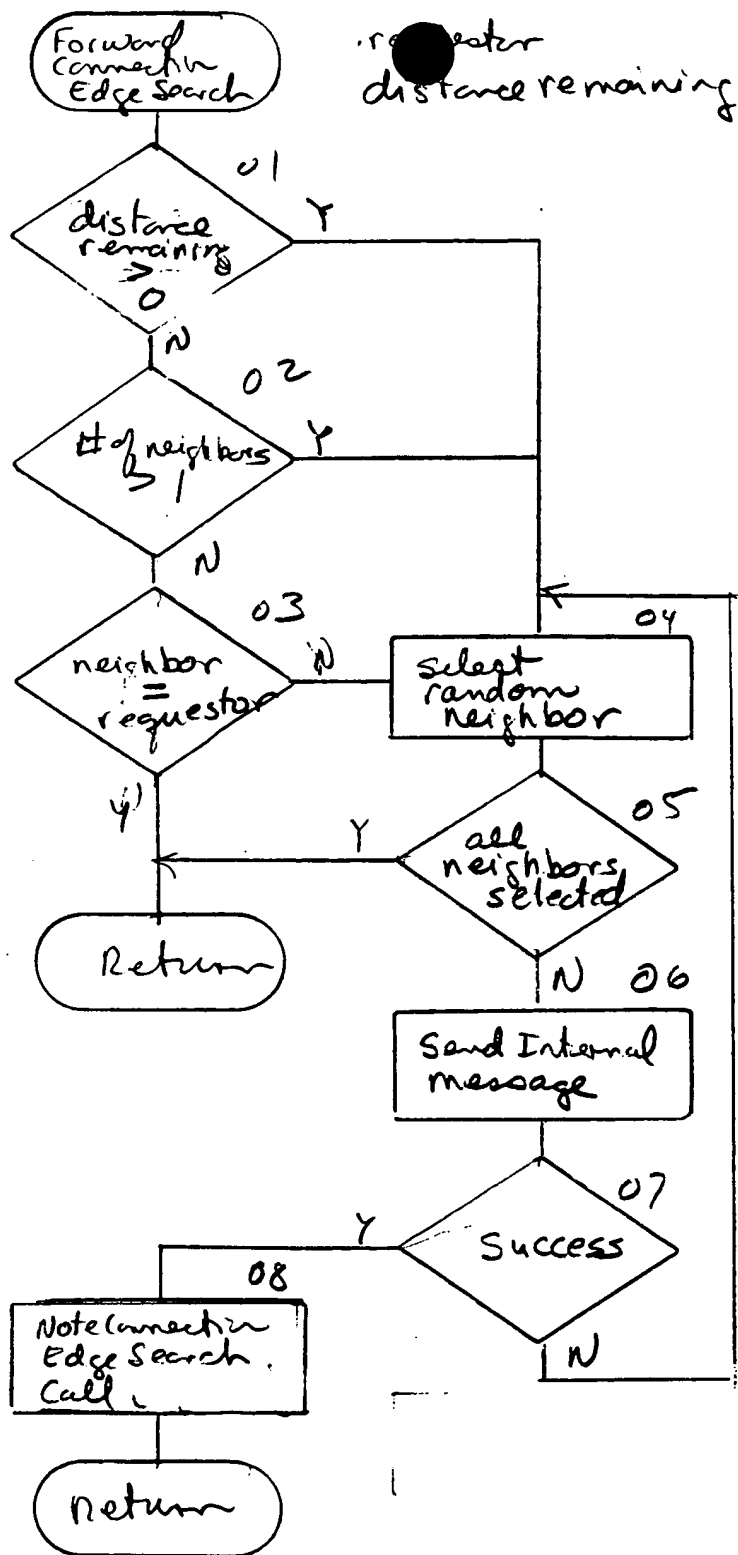 Forward
Connection
Edge Search
distance remaining
01
distance
remaining
>
0
Y
N
02
# of neighbors
> 1
Y
N
03
neighbor
=
requestor
N
Y
04
select
random
neighbor
05
all
neighbors
selected
Y
N
Return
06
Send Internal
message
07
Success
Y
N
08
Note Connection
Edge Search
Call
Return